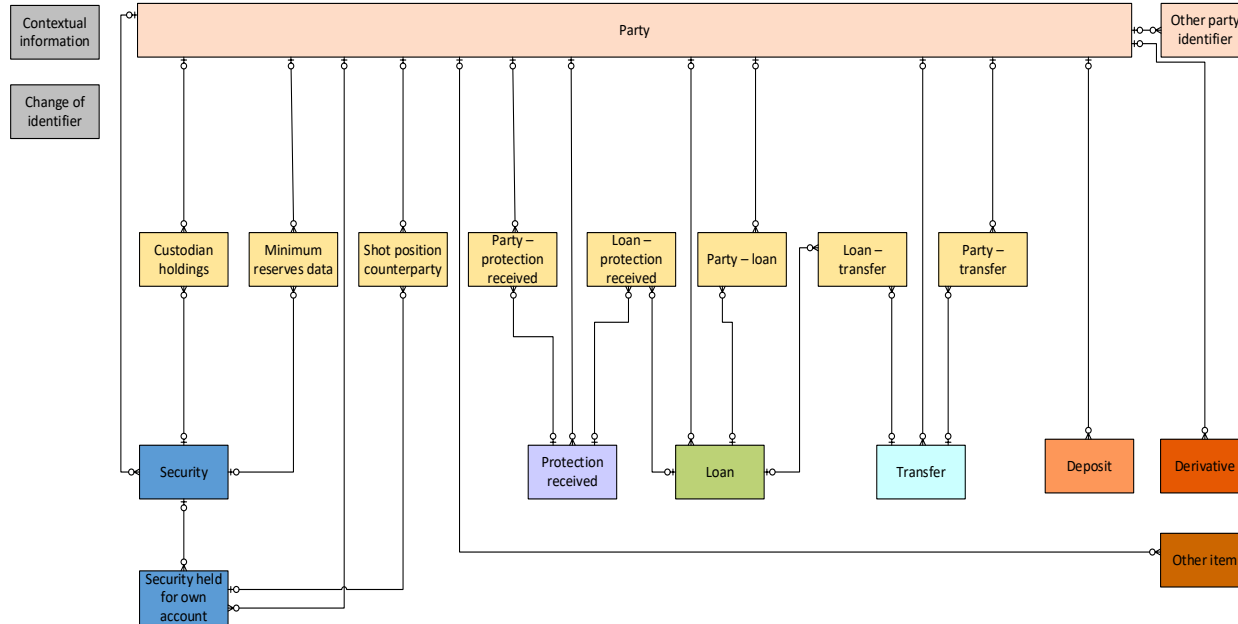 Contextual
information
Party
Other party
identifier
Change of
identifier
Custodian
holdings
Minimum
reserves data
Shot position
counterparty
Party –
protection
received
Loan –
protection
received
Party – loan
Loan –
transfer
Party –
transfer
Security
Protection
received
Loan
Transfer
Deposit
Derivative
Security held
for own
account
Other item